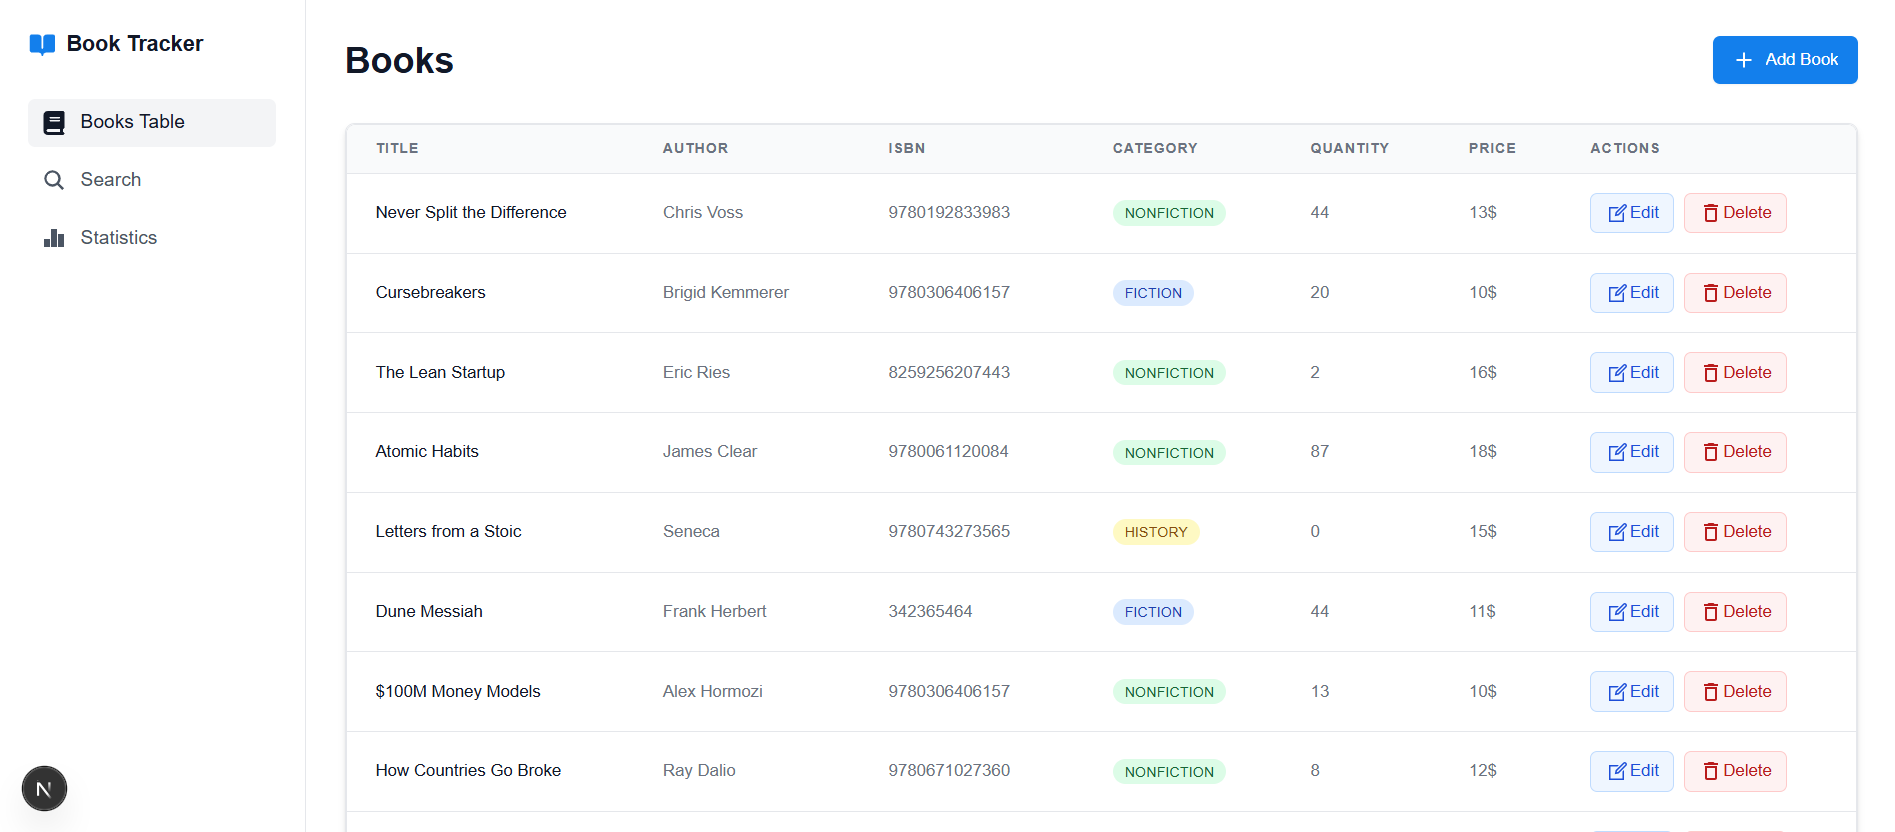 Book Tracker
Books Table
Search
Statistics
Books
Add Book
TITLE AUTHOR ISBN CATEGORY QUANTITY PRICE ACTIONS
Never Split the Difference Chris Voss 9780192833983 NONFICTION 44 13$ Edit Delete
Cursebreakers Brigid Kemmerer 9780306406157 FICTION 20 10$ Edit Delete
The Lean Startup Eric Ries 8259256207443 NONFICTION 2 16$ Edit Delete
Atomic Habits James Clear 9780061120084 NONFICTION 87 18$ Edit Delete
Letters from a Stoic Seneca 9780743273565 HISTORY 0 15$ Edit Delete
Dune Messiah Frank Herbert 342365464 FICTION 44 11$ Edit Delete
$100M Money Models Alex Hormozi 9780306406157 NONFICTION 13 10$ Edit Delete
How Countries Go Broke Ray Dalio 9780671027360 NONFICTION 8 12$ Edit Delete
N